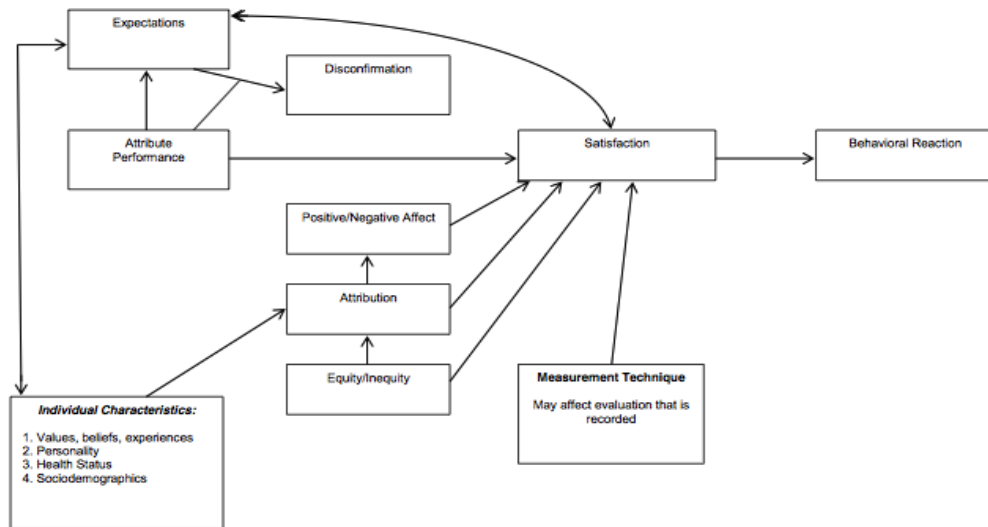 Expectations
Disconfirmation
Attribute
Performance
Satisfaction
Behavioral Reaction
Positive/Negative Affect
Attribution
Equity/Inequity
Measurement Technique
May affect evaluation that is
recorded
Individual Characteristics:
1. Values, beliefs, experiences
2. Personality
3. Health Status
4. Sociodemographics